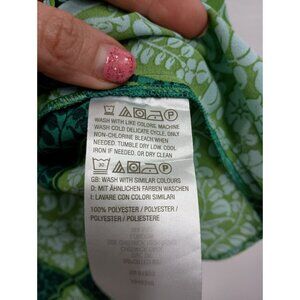 WASH WITH LIKE COLORS, MACHINE
WASH COLD DELICATE CYCLE, ONLY
NON-CHLORINE BLEACH WHEN
NEEDED. TUMBLE DRY LOW. COOL
IRON IF NEEDED, OR DRY CLEAN
30
GB: WASH WITH SIMILAR COLOURS
D: MIT ÄHNLICHEN FARBEN WASCHEN
I: LAVARE CON COLORI SIMILARI
100% POLYESTER / POLYESTER
/ POLYESTER / POLIESTERE